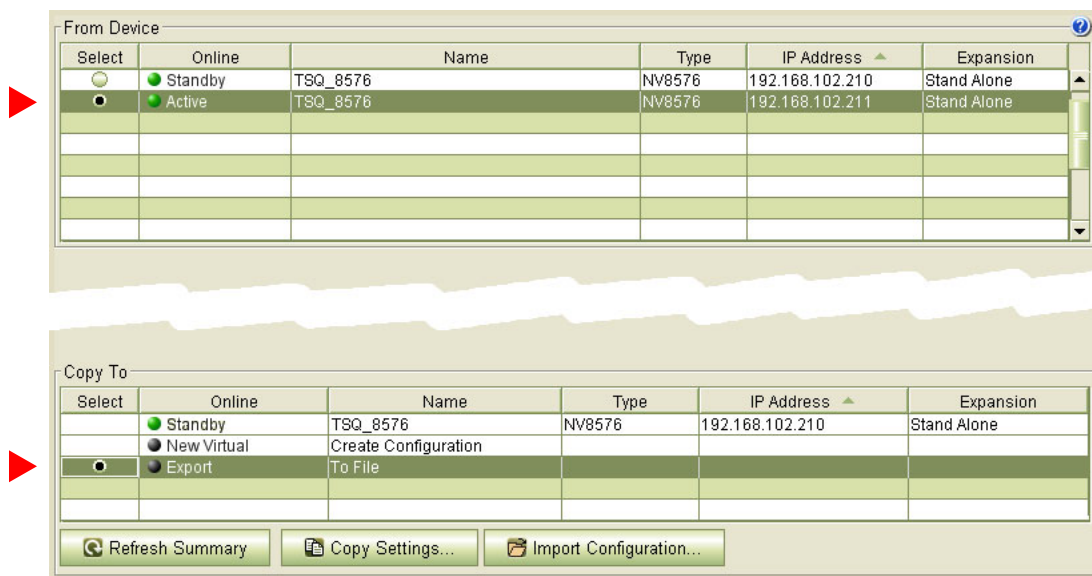 From Device
Select Online Name Type IP Address Expansion
Standby TSQ_8576 NV8576 192.168.102.210 Stand Alone
Active TSQ_8576 NV8576 192.168.102.211 Stand Alone
Copy To
Select Online Name Type IP Address Expansion
Standby TSQ_8576 NV8576 192.168.102.210 Stand Alone
New Virtual Create Configuration
Export To File
Refresh Summary Copy Settings... Import Configuration...